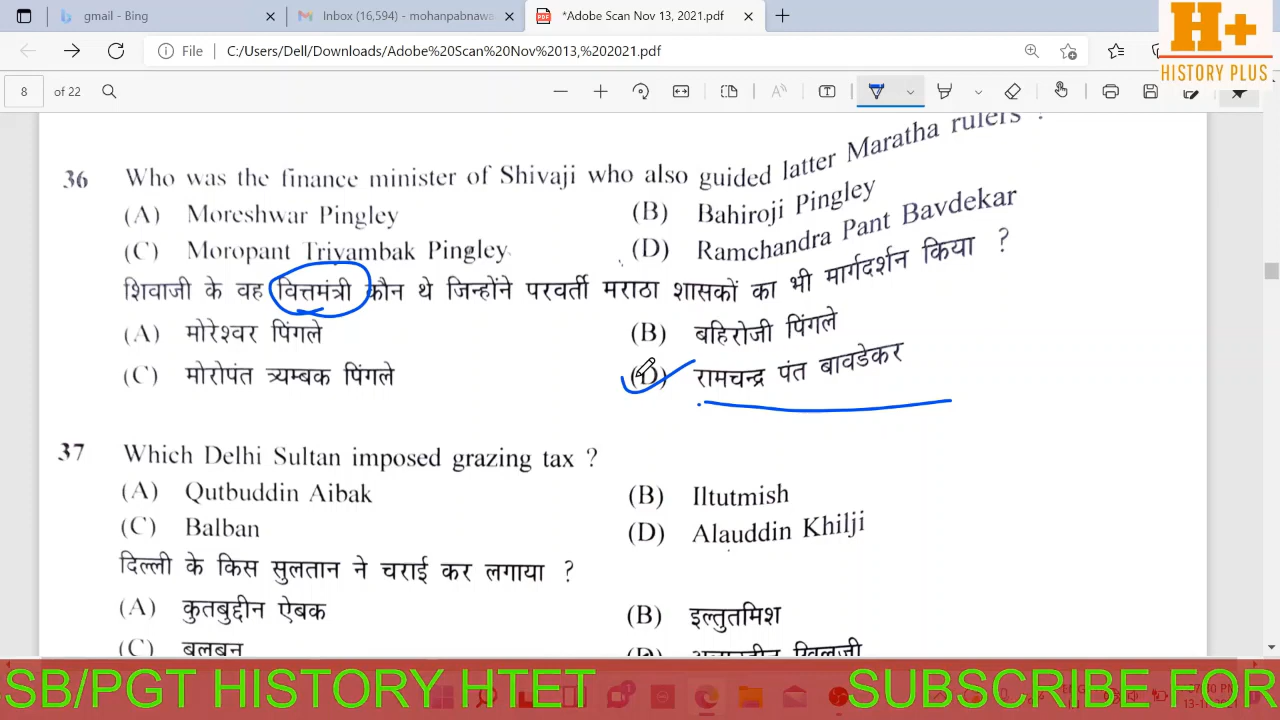 gmail - Bing
Inbox (16,594) - mohanpabnawa
*Adobe Scan Nov 13, 2021.pdf
File C:/Users/Dell/Downloads/Adobe%20Scan%20Nov%2013,%202021.pdf
H+
HISTORY PLUS
8 of 22
36 Who was the finance minister of Shivaji who also guided latter Maratha rulers ?
(A) Moreshwar Pingley (B) Bahiroji Pingley
(C) Moropant Triyambak Pingley (D) Ramchandra Pant Bavdekar
शिवाजी के वह वित्तमंत्री कौन थे जिन्होंने परवर्ती मराठा शासकों का भी मार्गदर्शन किया ?
(A) मोरेश्वर पिंगले (B) बहिरोजी पिंगले
(C) मोरोपंत त्र्यम्बक पिंगले (D) रामचन्द्र पंत बावडेकर
37 Which Delhi Sultan imposed grazing tax ?
(A) Qutbuddin Aibak (B) Iltutmish
(C) Balban (D) Alauddin Khilji
दिल्ली के किस सुलतान ने चराई कर लगाया ?
(A) कुतबुद्दीन ऐबक (B) इल्तुतमिश
(C) बलबन
SB/PGT HISTORY HTET SUBSCRIBE FOR